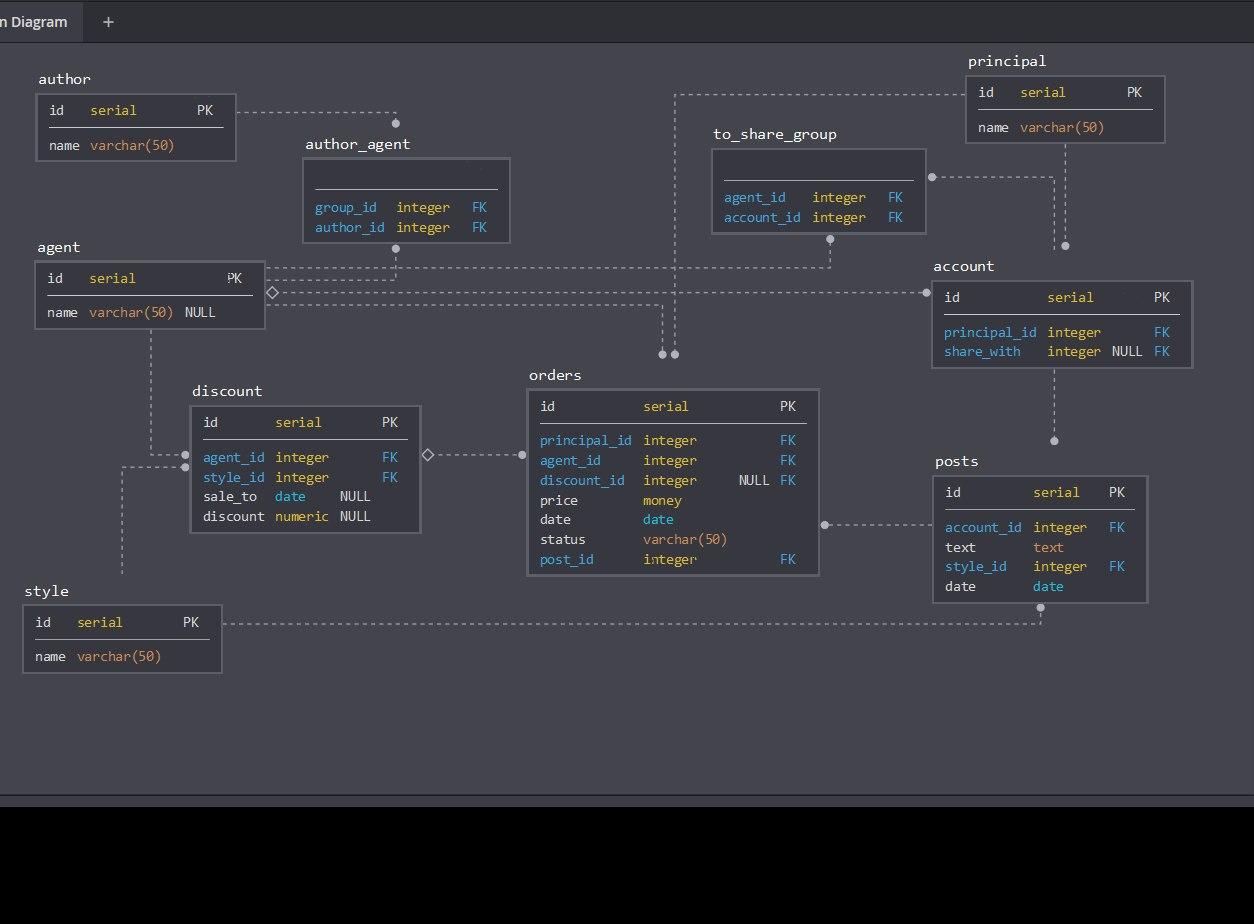 n Diagram +
author
id serial PK
name varchar(50)
author_agent
group_id integer FK
author_id integer FK
to_share_group
agent_id integer FK
account_id integer FK
principal
id serial PK
name varchar(50)
agent
id serial PK
name varchar(50) NULL
account
id serial PK
principal_id integer FK
share_with integer NULL FK
discount
id serial PK
agent_id integer FK
style_id integer FK
sale_to date NULL
discount numeric NULL
orders
id serial PK
principal_id integer FK
agent_id integer FK
discount_id integer NULL FK
price money
date date
status varchar(50)
post_id integer FK
posts
id serial PK
account_id integer FK
text text
style_id integer FK
date date
style
id serial PK
name varchar(50)